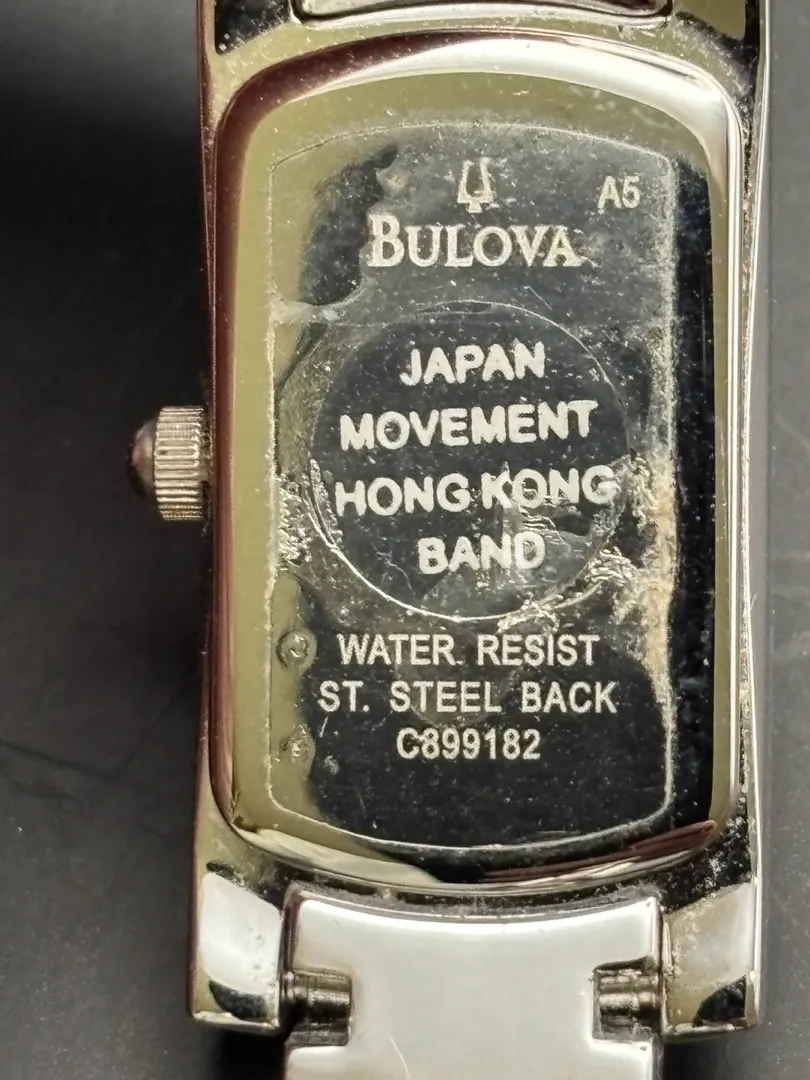 A5
BULOVA
JAPAN
MOVEMENT
HONG KONG
BAND
WATER RESIST
ST. STEEL BACK
C899182